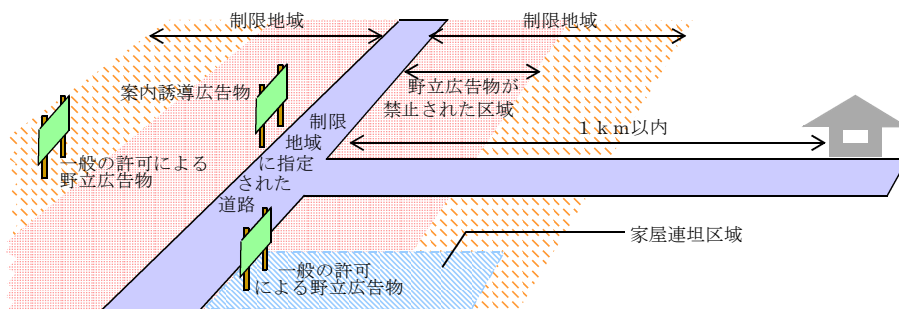 制限地域
制限地域
案内誘導広告物
野立広告物が
禁止された区域
制限
地域
に指定
された
道路
１ｋｍ以内
一般の許可による
野立広告物
家屋連坦区域
一般の許可
による野立広告物